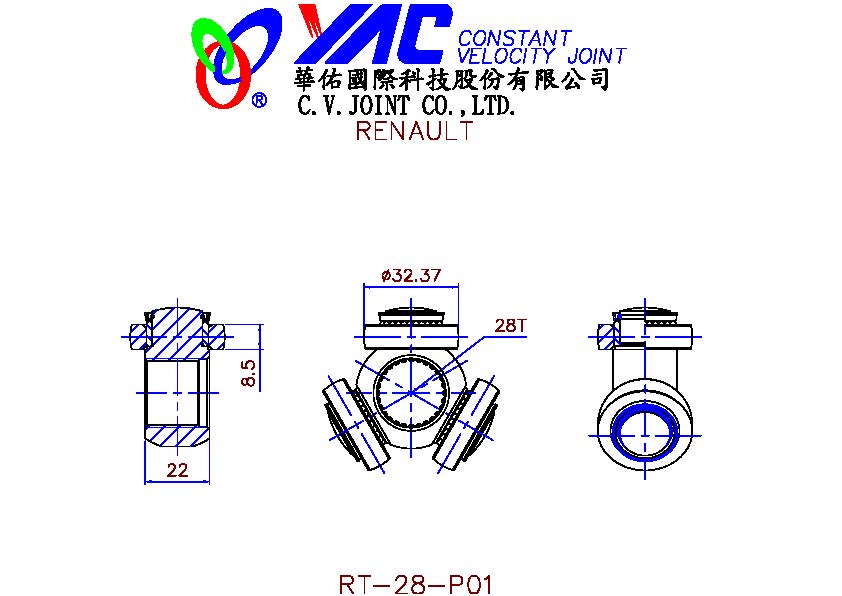 YAC CONSTANT
VELOCITY JOINT
®
華佑國際科技股份有限公司
C.V.JOINT CO.,LTD.
RENAULT
ø32.37
28T
8.5
22
RT-28-P01